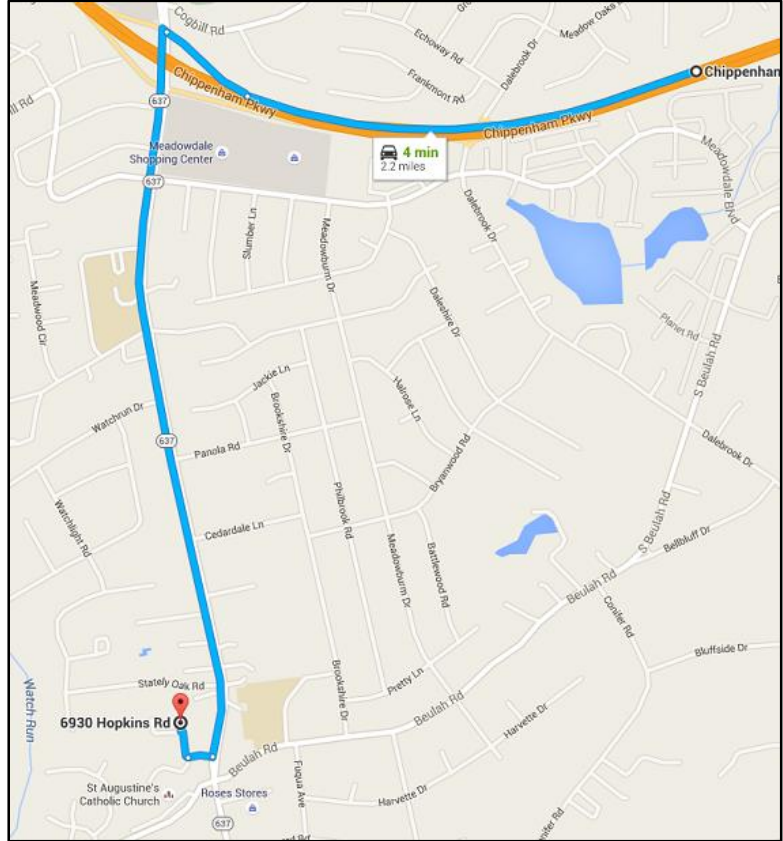 Cogbill Rd
Echoway Rd
Meadow Oaks
Dalebrook Dr
Frankmont Rd
Chippenham
Chippenham Pkwy
Chippenham Pkwy
637
Meadowdale
Shopping Center
4 min
2.2 miles
Meadowdale Blvd
637
Slumber Ln
Meadowburm Dr
Dalebrook Dr
Meadwood Cir
Daleshire Dr
Planet Rd
S Beulah Rd
Jackie Ln
Halrose Ln
Watchrun Dr
Brookshire Dr
637
Panola Rd
Bryanwood Rd
Dalebrook Dr
Watchlight Rd
Philbrook Rd
Cedardale Ln
Meadowburm Dr
Battlewood Rd
S Beulah Rd
Bellbluff Dr
Beulah Rd
Conifer Rd
Bluffside Dr
Stately Oak Rd
Pretty Ln
Brookshire Dr
Watch Run
6930 Hopkins Rd
Beulah Rd
Harvette Dr
Beulah Rd
St Augustine's
Catholic Church
Roses Stores
Fuqua Ave
Harvette Dr
637
Conifer Rd